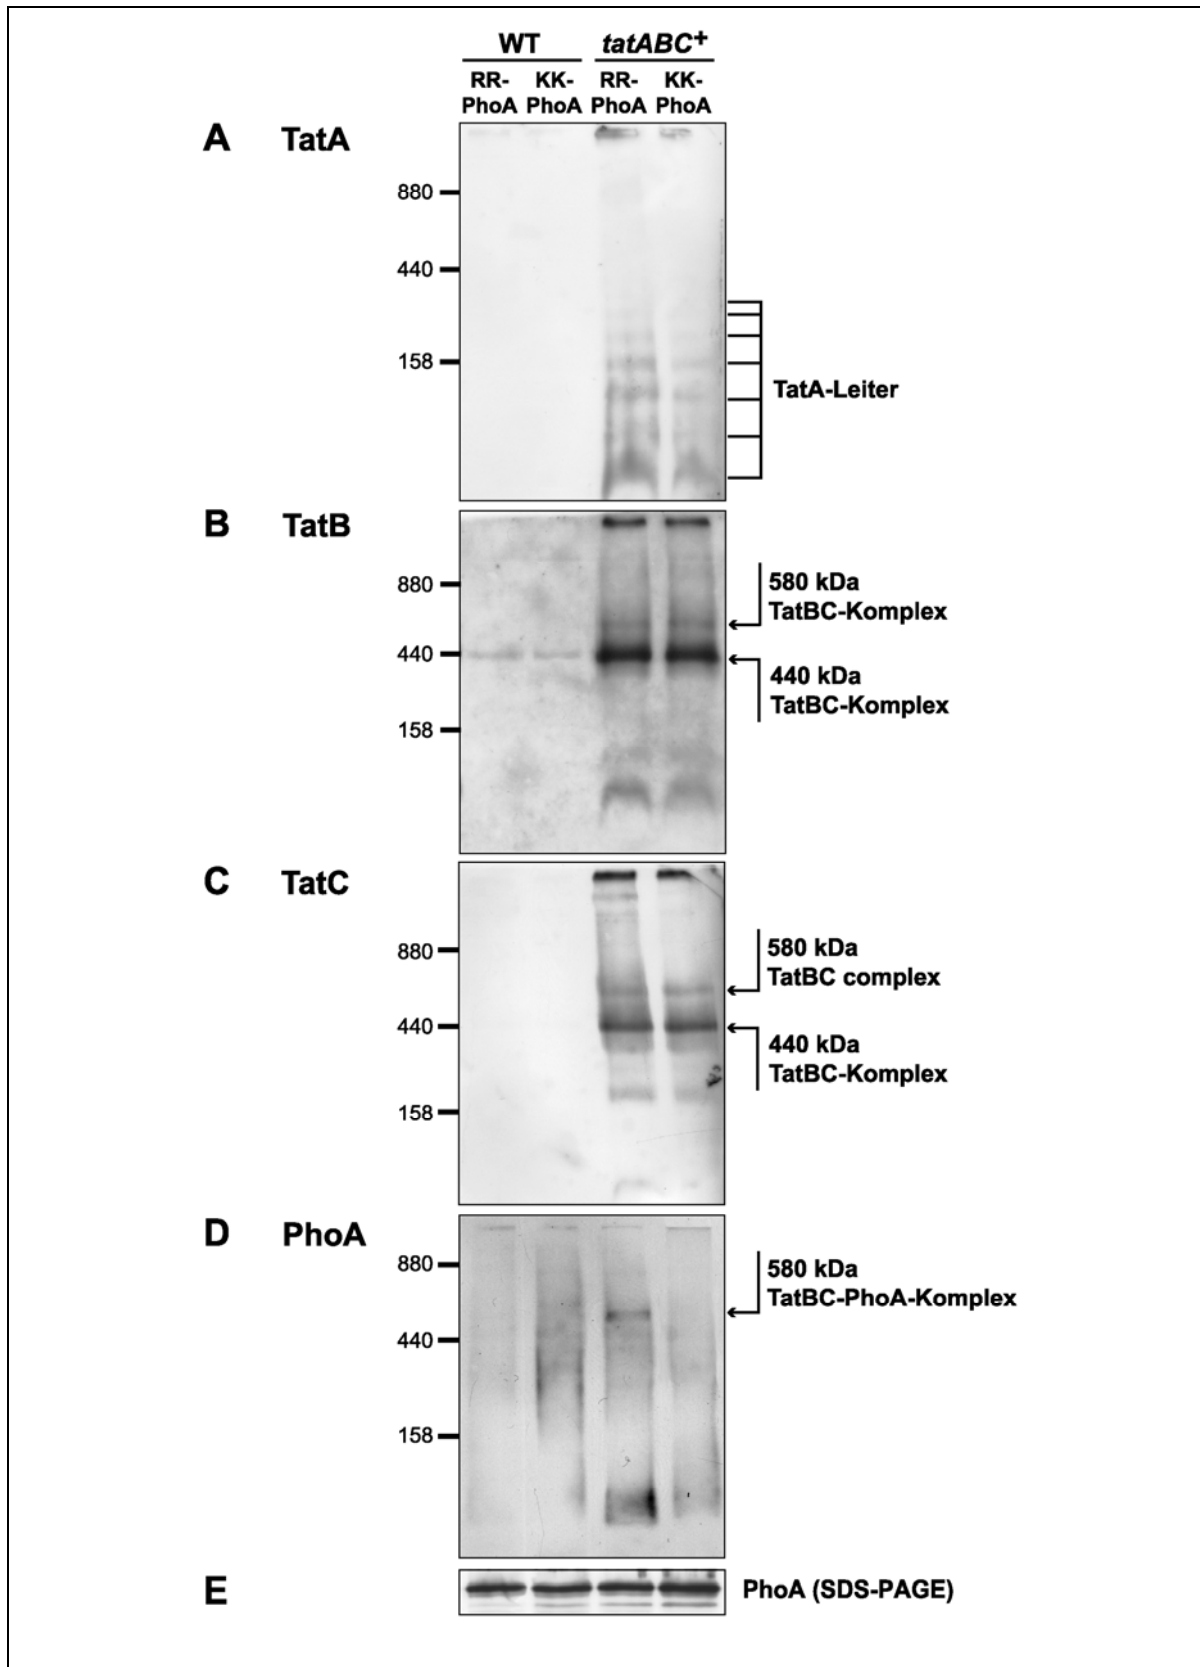 WT tatABC+
RR- KK- RR- KK-
PhoA PhoA PhoA PhoA
A TatA
880
440
158
TatA-Leiter
B TatB
880
440
158
580 kDa
TatBC-Komplex
440 kDa
TatBC-Komplex
C TatC
880
440
158
580 kDa
TatBC complex
440 kDa
TatBC-Komplex
D PhoA
880
440
158
580 kDa
TatBC-PhoA-Komplex
E PhoA (SDS-PAGE)